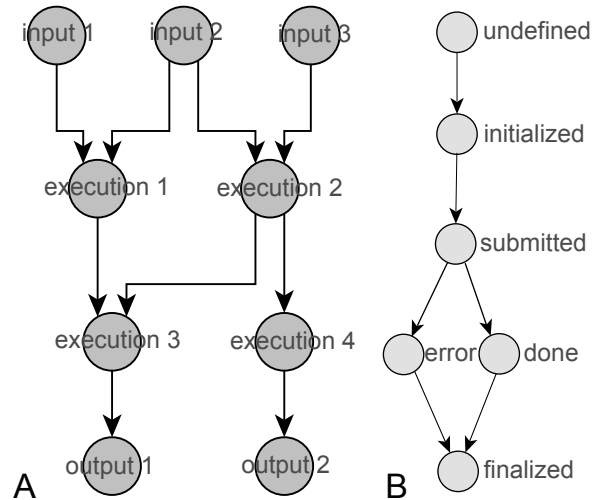 input 1
input 2
input 3
execution 1
execution 2
execution 3
execution 4
output 1
output 2
A
undefined
initialized
submitted
error
done
finalized
B